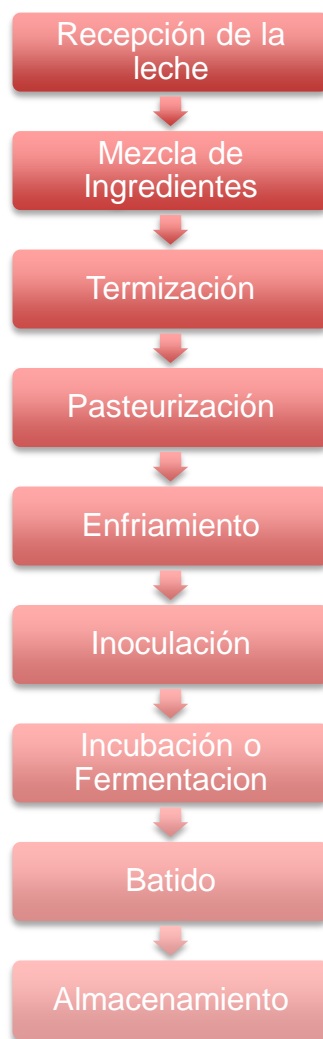 Recepción de la
leche
Mezcla de
Ingredientes
Termización
Pasteurización
Enfriamiento
Inoculación
Incubación o
Fermentacion
Batido
Almacenamiento